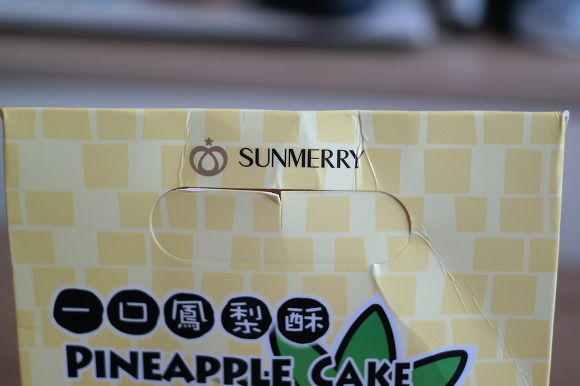 SUNMERRY
一口鳳梨酥
PINEAPPLE CAKE